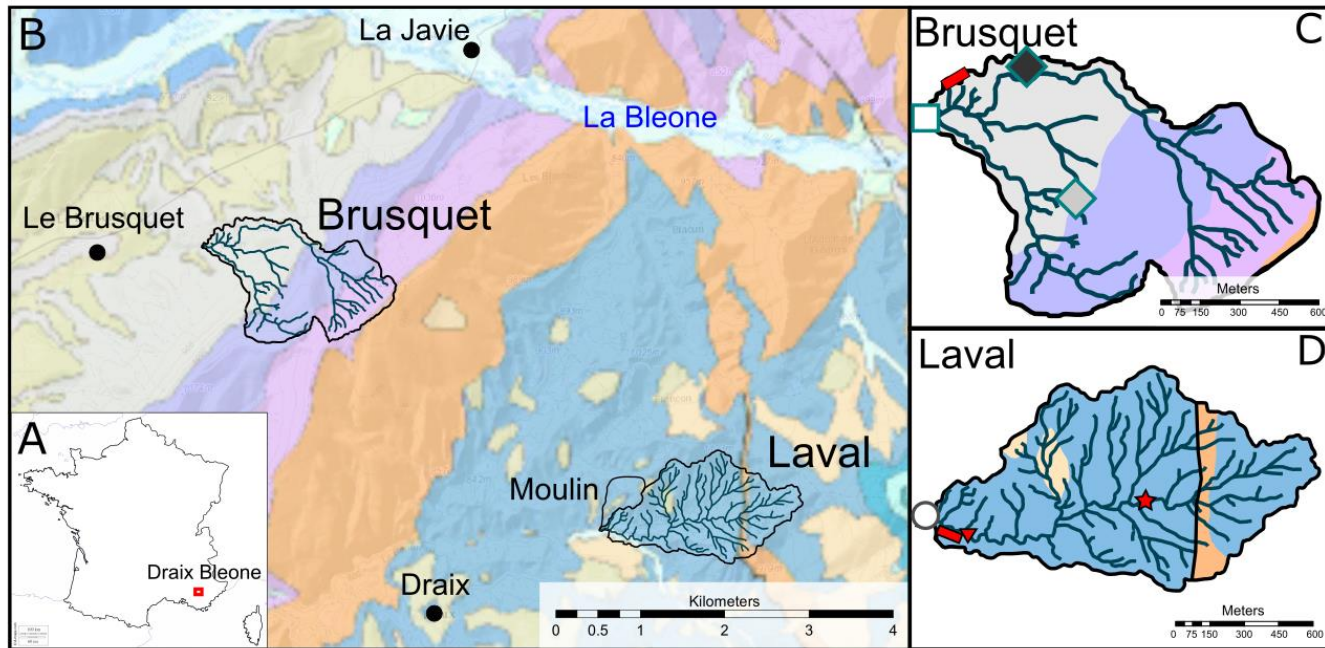 B
La Javie
La Bleone
Le Brusquet
Brusquet
Moulin
Laval
Draix
Kilometers
0 0.5 1 2 3 4
A
Draix Bleone
Brusquet
C
Meters
0 75 150 300 450 600
Laval
D
Meters
0 75 150 300 450 600